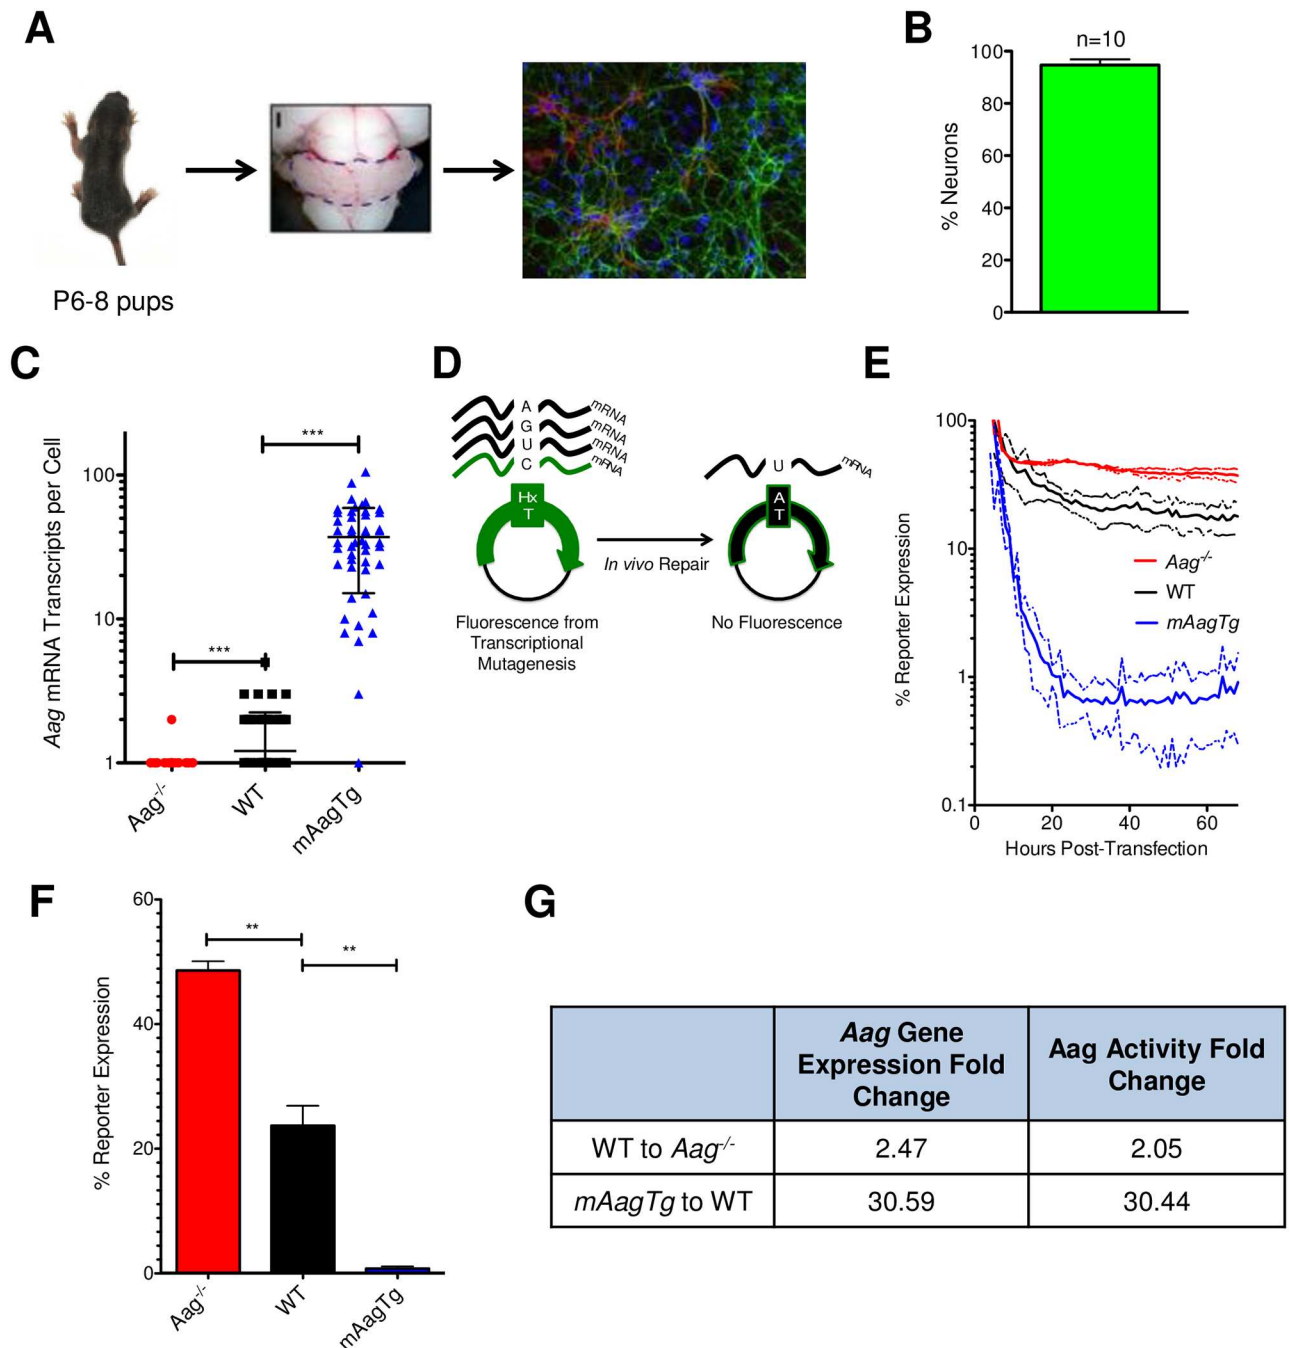 A
P6-8 pups
B
n=10
% Neurons
100
80
60
40
20
0
C
Aag mRNA Transcripts per Cell
100
10
1
***
***
Aag-/-
WT
mAagTg
D
A mRNA
G mRNA
U mRNA
C mRNA
Hx
T
Fluorescence from
Transcriptional
Mutagenesis
In vivo Repair
U mRNA
A
T
No Fluorescence
E
% Reporter Expression
100
10
1
0.1
0
20
40
60
Hours Post-Transfection
Aag-/-
WT
mAagTg
F
% Reporter Expression
60
40
20
0
**
**
Aag-/-
WT
mAagTg
G
Aag Gene
Expression Fold
Change
Aag Activity Fold
Change
WT to Aag-/- 2.47 2.05
mAagTg to WT 30.59 30.44